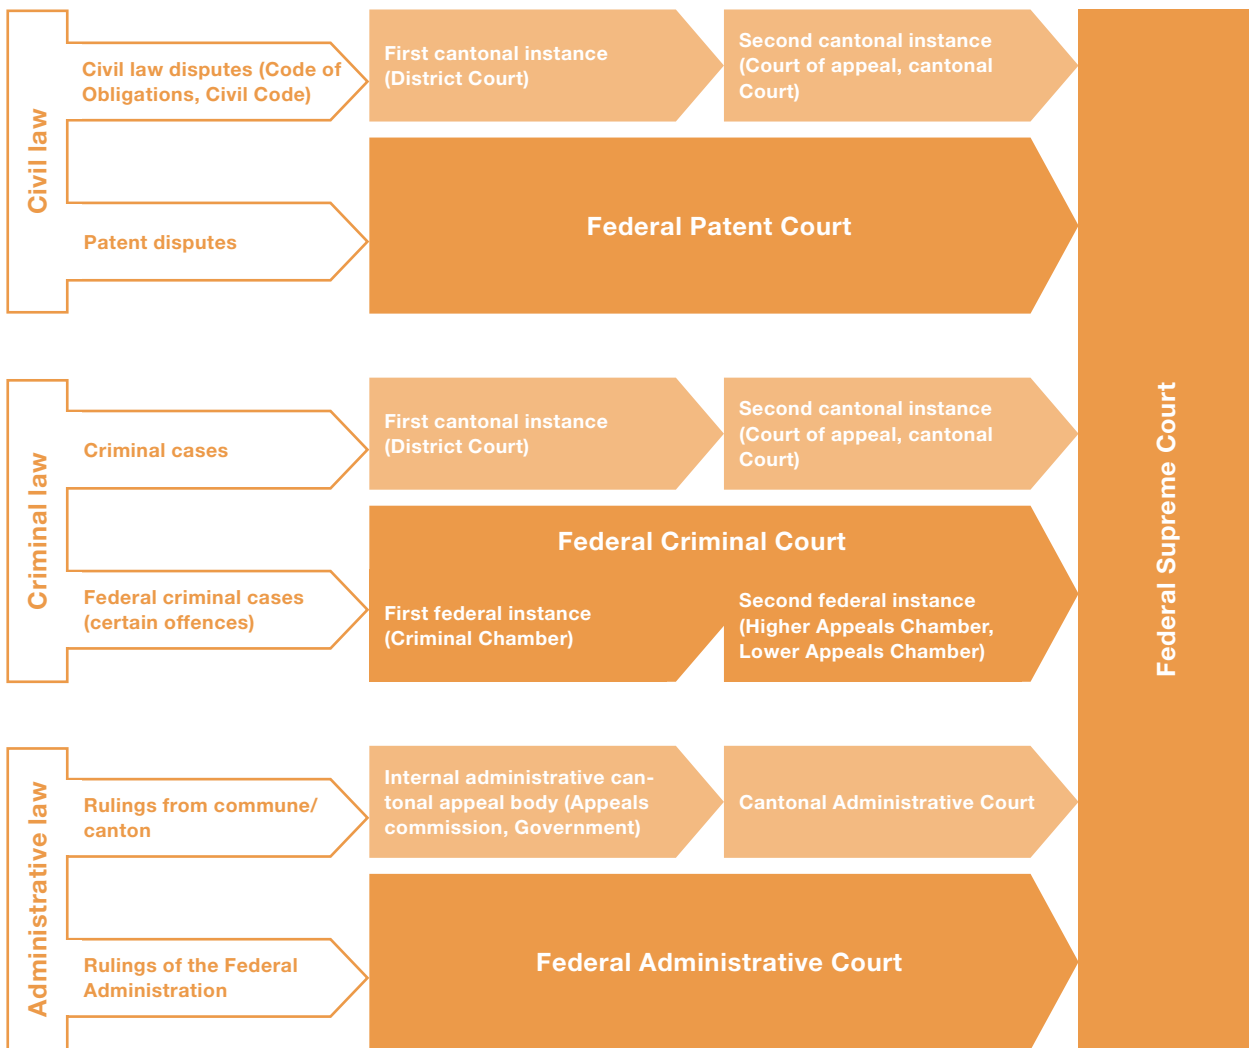 Civil law
Civil law disputes (Code of
Obligations, Civil Code)
First cantonal instance
(District Court)
Second cantonal instance
(Court of appeal, cantonal
Court)
Patent disputes
Federal Patent Court
Criminal law
Criminal cases
First cantonal instance
(District Court)
Second cantonal instance
(Court of appeal, cantonal
Court)
Federal criminal cases
(certain offences)
Federal Criminal Court
First federal instance
(Criminal Chamber)
Second federal instance
(Higher Appeals Chamber,
Lower Appeals Chamber)
Administrative law
Rulings from commune/
canton
Internal administrative can-
tonal appeal body (Appeals
commission, Government)
Cantonal Administrative Court
Rulings of the Federal
Administration
Federal Administrative Court
Federal Supreme Court